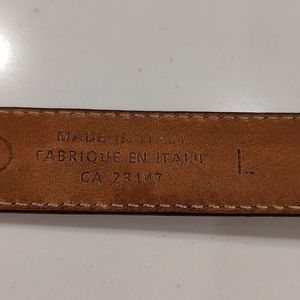 MADE IN ITALY
FABRIQUE EN ITALIE
CA 23147
L